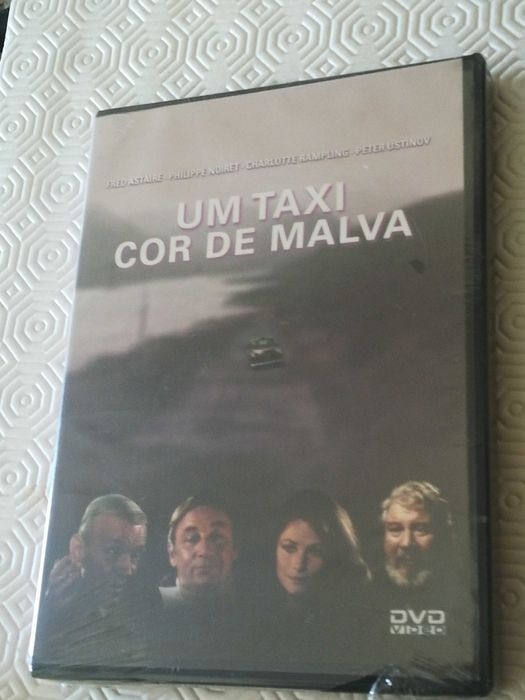 FRED ASTAIRE - PHILIPPE NOIRET - CHARLOTTE RAMPLING - PETER USTINOV
UM TAXI
COR DE MALVA
DVD
VIDEO